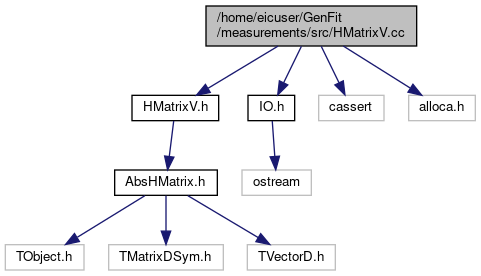 /home/eicuser/GenFit
/measurements/src/HMatrixV.cc
HMatrixV.h
IO.h
cassert
alloca.h
AbsHMatrix.h
ostream
TObject.h
TMatrixDSym.h
TVectorD.h